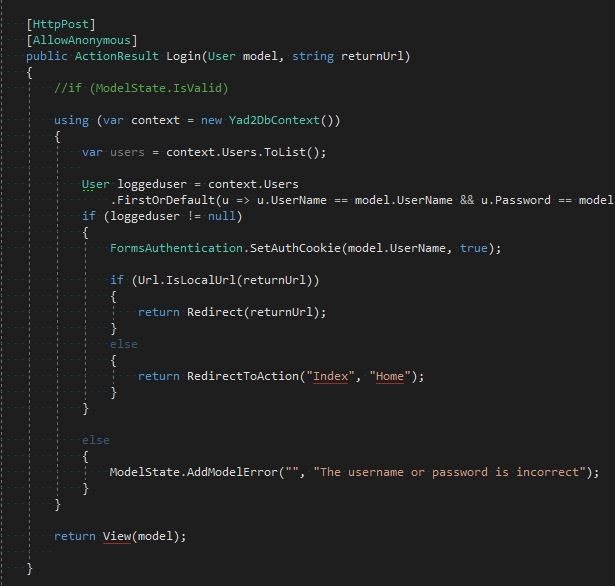 [HttpPost]
[AllowAnonymous]
public ActionResult Login(User model, string returnUrl)
{
//if (ModelState.IsValid)
using (var context = new Yad2DbContext())
{
var users = context.Users.ToList();
User loggeduser = context.Users
.FirstOrDefault(u => u.UserName == model.UserName && u.Password == model
if (loggeduser != null)
{
FormsAuthentication.SetAuthCookie(model.UserName, true);
if (Url.IsLocalUrl(returnUrl))
{
return Redirect(returnUrl);
}
else
{
return RedirectToAction("Index", "Home");
}
}
else
{
ModelState.AddModelError("", "The username or password is incorrect");
}
}
return View(model);
}